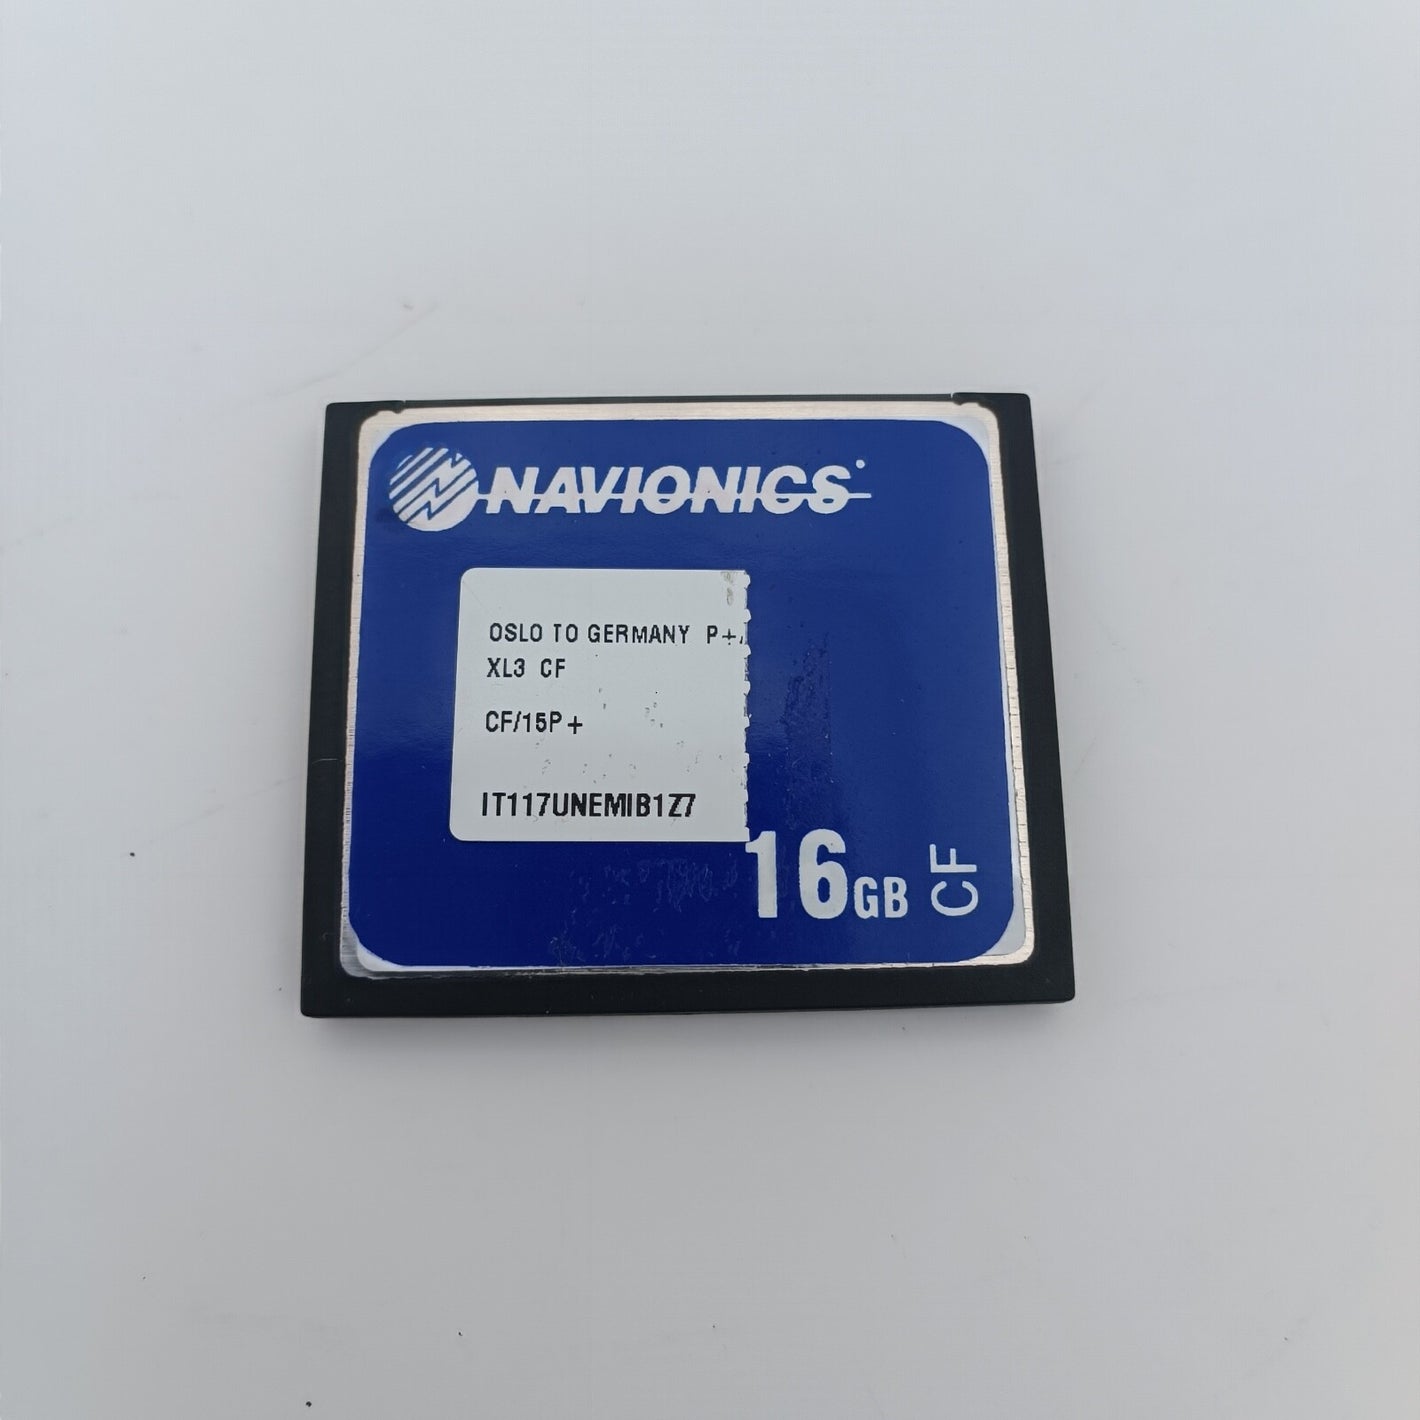 NAVIONICS
OSLO TO GERMANY P+
XL3 CF
CF/15P+
IT117UNEMIB1Z7
16GB CF